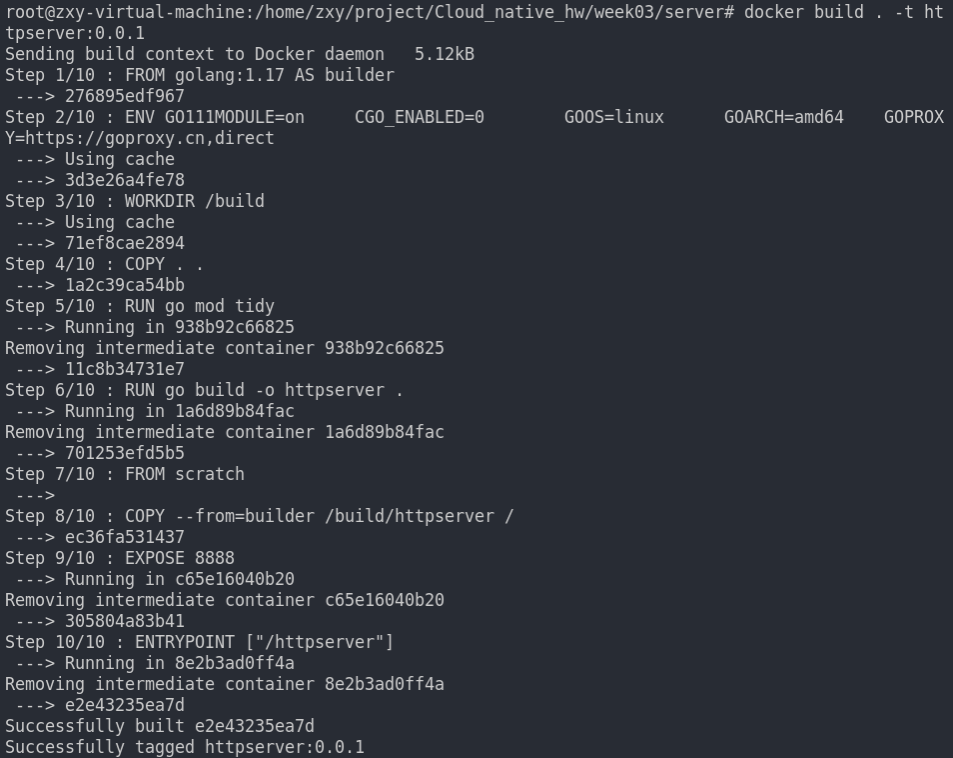 root@zxy-virtual-machine:/home/zxy/project/Cloud_native_hw/week03/server# docker build . -t ht
tpserver:0.0.1
Sending build context to Docker daemon   5.12kB
Step 1/10 : FROM golang:1.17 AS builder
 ---> 276895edf967
Step 2/10 : ENV GO111MODULE=on     CGO_ENABLED=0        GOOS=linux      GOARCH=amd64    GOPROX
Y=https://goproxy.cn,direct
 ---> Using cache
 ---> 3d3e26a4fe78
Step 3/10 : WORKDIR /build
 ---> Using cache
 ---> 71ef8cae2894
Step 4/10 : COPY . .
 ---> 1a2c39ca54bb
Step 5/10 : RUN go mod tidy
 ---> Running in 938b92c66825
Removing intermediate container 938b92c66825
 ---> 11c8b34731e7
Step 6/10 : RUN go build -o httpserver .
 ---> Running in 1a6d89b84fac
Removing intermediate container 1a6d89b84fac
 ---> 701253efd5b5
Step 7/10 : FROM scratch
 --->
Step 8/10 : COPY --from=builder /build/httpserver /
 ---> ec36fa531437
Step 9/10 : EXPOSE 8888
 ---> Running in c65e16040b20
Removing intermediate container c65e16040b20
 ---> 305804a83b41
Step 10/10 : ENTRYPOINT ["/httpserver"]
 ---> Running in 8e2b3ad0ff4a
Removing intermediate container 8e2b3ad0ff4a
 ---> e2e43235ea7d
Successfully built e2e43235ea7d
Successfully tagged httpserver:0.0.1